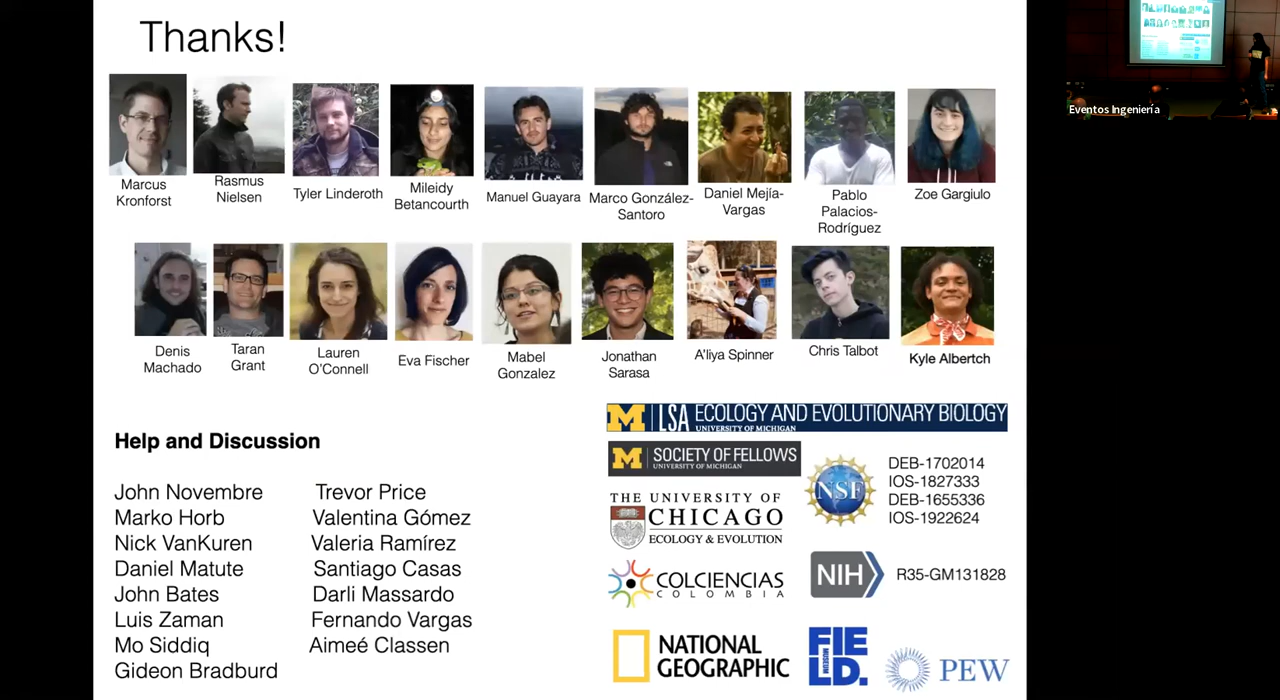 Thanks!
Eventos Ingeniería
Marcus
Kronforst
Rasmus
Nielsen
Tyler Linderoth
Mileidy
Betancourth
Manuel Guayara
Marco González-
Santoro
Daniel Mejía-
Vargas
Pablo
Palacios-
Rodríguez
Zoe Gargiulo
Denis
Machado
Taran
Grant
Lauren
O'Connell
Eva Fischer
Mabel
Gonzalez
Jonathan
Sarasa
A'liya Spinner
Chris Talbot
Kyle Albertch
Help and Discussion
John Novembre
Marko Horb
Nick VanKuren
Daniel Matute
John Bates
Luis Zaman
Mo Siddiq
Gideon Bradburd
Trevor Price
Valentina Gómez
Valeria Ramírez
Santiago Casas
Darli Massardo
Fernando Vargas
Aimeé Classen
M LSA ECOLOGY AND EVOLUTIONARY BIOLOGY
UNIVERSITY OF MICHIGAN
M SOCIETY OF FELLOWS
UNIVERSITY OF MICHIGAN
THE UNIVERSITY OF
CHICAGO
ECOLOGY & EVOLUTION
COLCIENCIAS
COLOMBIA
NATIONAL
GEOGRAPHIC
NSF
DEB-1702014
IOS-1827333
DEB-1655336
IOS-1922624
NIH
R35-GM131828
FIE
MUSEUM
LD.
PEW